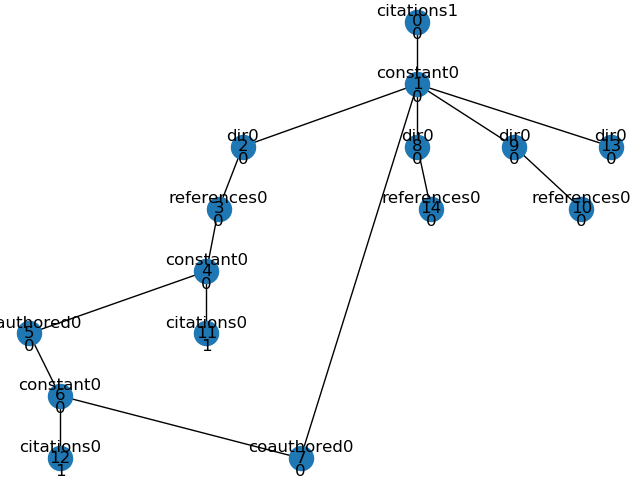 citations1
0
0
constant0
1
0
dir0
2
0
dir0
8
0
dir0
9
0
dir0
13
0
references0
3
0
references0
14
0
references0
10
0
constant0
4
0
authored0
5
0
citations0
11
1
constant0
6
0
citations0
12
1
coauthored0
7
0